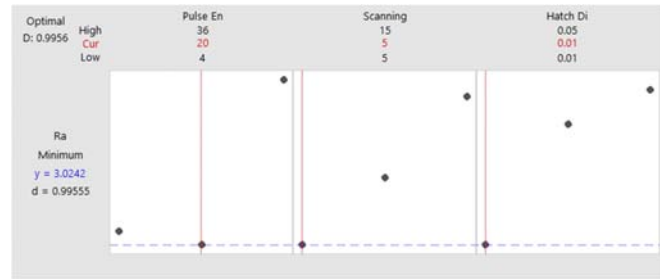 Optimal
D: 0.9956
High
Cur
Low
Pulse En
36
20
4
Scanning
15
5
5
Hatch Di
0.05
0.01
0.01
Ra
Minimum
y = 3.0242
d = 0.99555